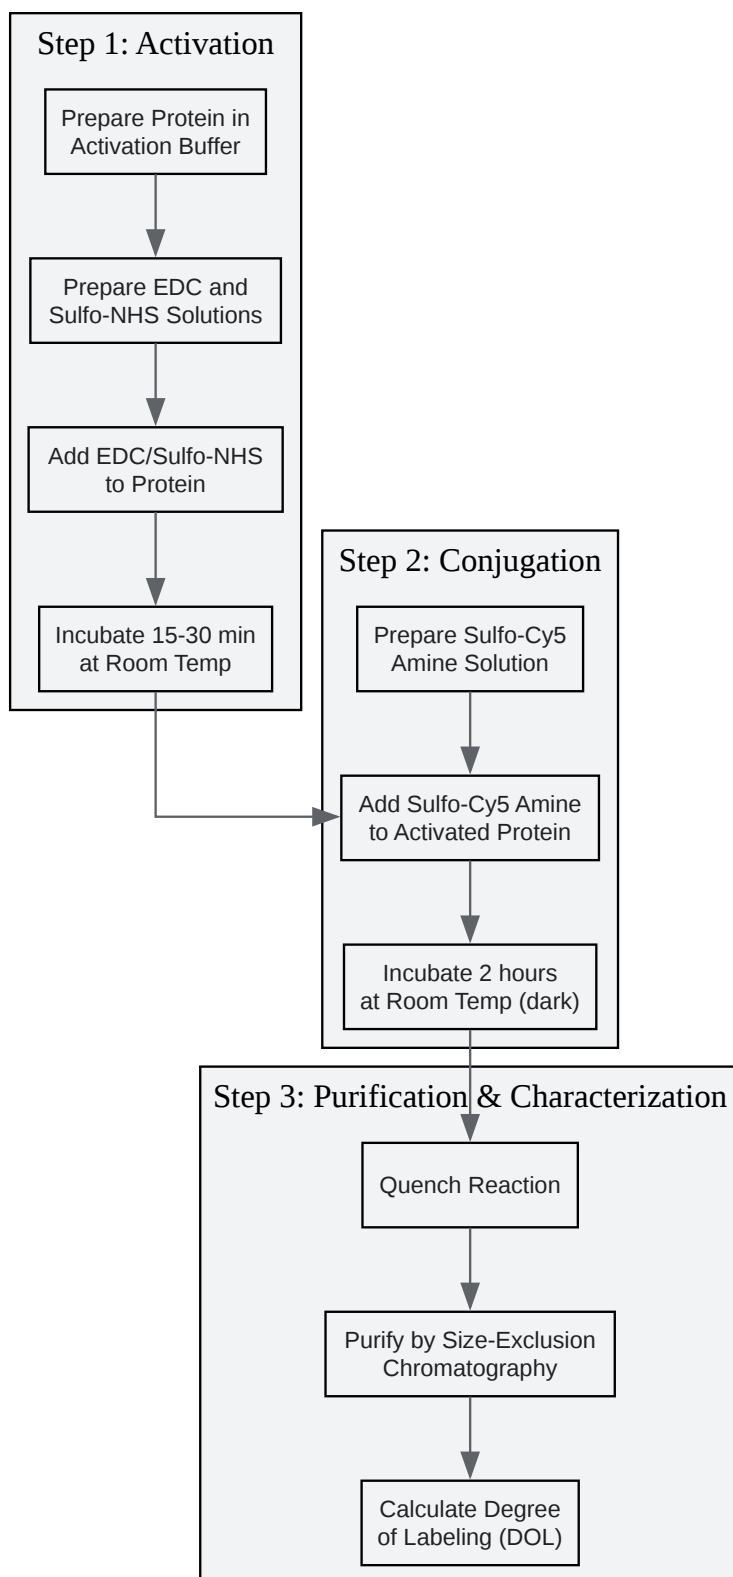 Step 1: Activation
Prepare Protein in
Activation Buffer
Prepare EDC and
Sulfo-NHS Solutions
Add EDC/Sulfo-NHS
to Protein
Incubate 15-30 min
at Room Temp
Step 2: Conjugation
Prepare Sulfo-Cy5
Amine Solution
Add Sulfo-Cy5 Amine
to Activated Protein
Incubate 2 hours
at Room Temp (dark)
Step 3: Purification & Characterization
Quench Reaction
Purify by Size-Exclusion
Chromatography
Calculate Degree
of Labeling (DOL)